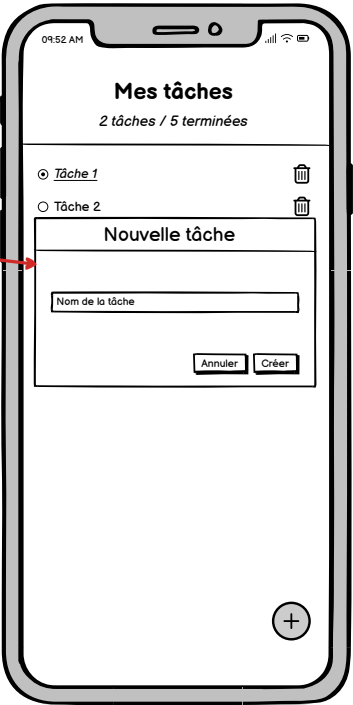 09:52 AM
Mes tâches
2 tâches / 5 terminées
Tâche 1
Tâche 2
Nouvelle tâche
Nom de la tâche
Annuler Créer
+